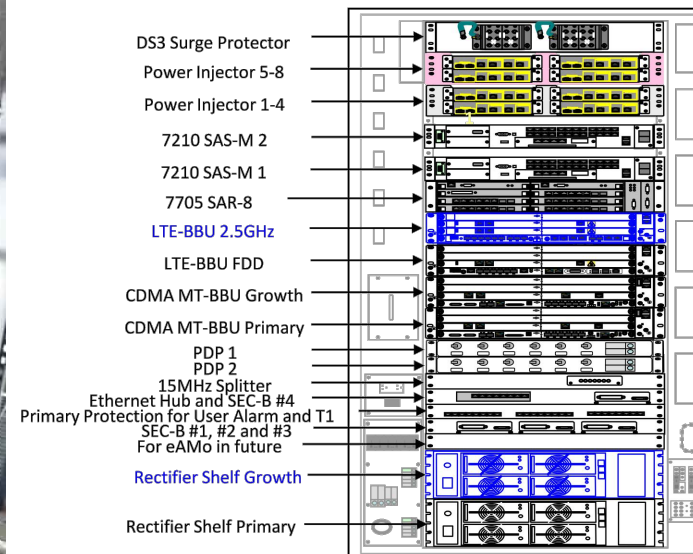 DS3 Surge Protector
Power Injector 5-8
Power Injector 1-4
7210 SAS-M 2
7210 SAS-M 1
7705 SAR-8
LTE-BBU 2.5GHz
LTE-BBU FDD
CDMA MT-BBU Growth
CDMA MT-BBU Primary
PDP 1
PDP 2
15MHz Splitter
Ethernet Hub and SEC-B #4
Primary Protection for User Alarm and T1
SEC-B #1, #2 and #3
For eAMo in future
Rectifier Shelf Growth
Rectifier Shelf Primary